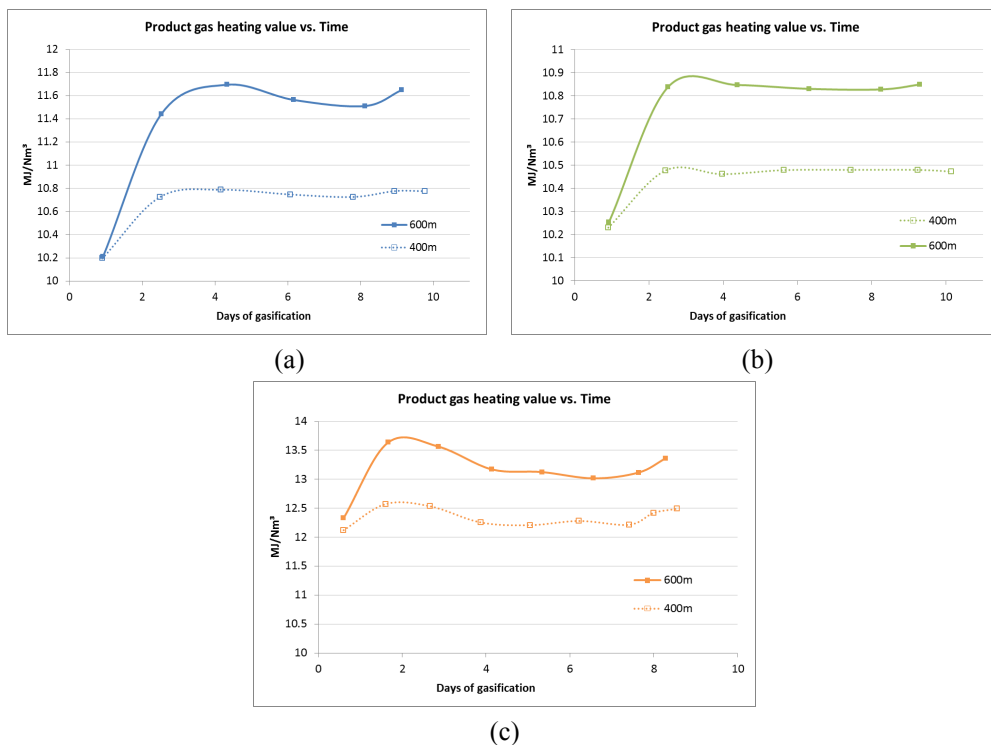 Product gas heating value vs. Time
12
11.8
11.6
11.4
11.2
11
10.8
10.6
10.4
10.2
10
MJ/Nm³
600m
400m
0 2 4 6 8 10
Days of gasification
(a)
Product gas heating value vs. Time
11
10.9
10.8
10.7
10.6
10.5
10.4
10.3
10.2
10.1
10
MJ/Nm³
400m
600m
0 2 4 6 8 10
Days of gasification
(b)
Product gas heating value vs. Time
14
13.5
13
12.5
12
11.5
11
10.5
10
MJ/Nm³
600m
400m
0 2 4 6 8 10
Days of gasification
(c)